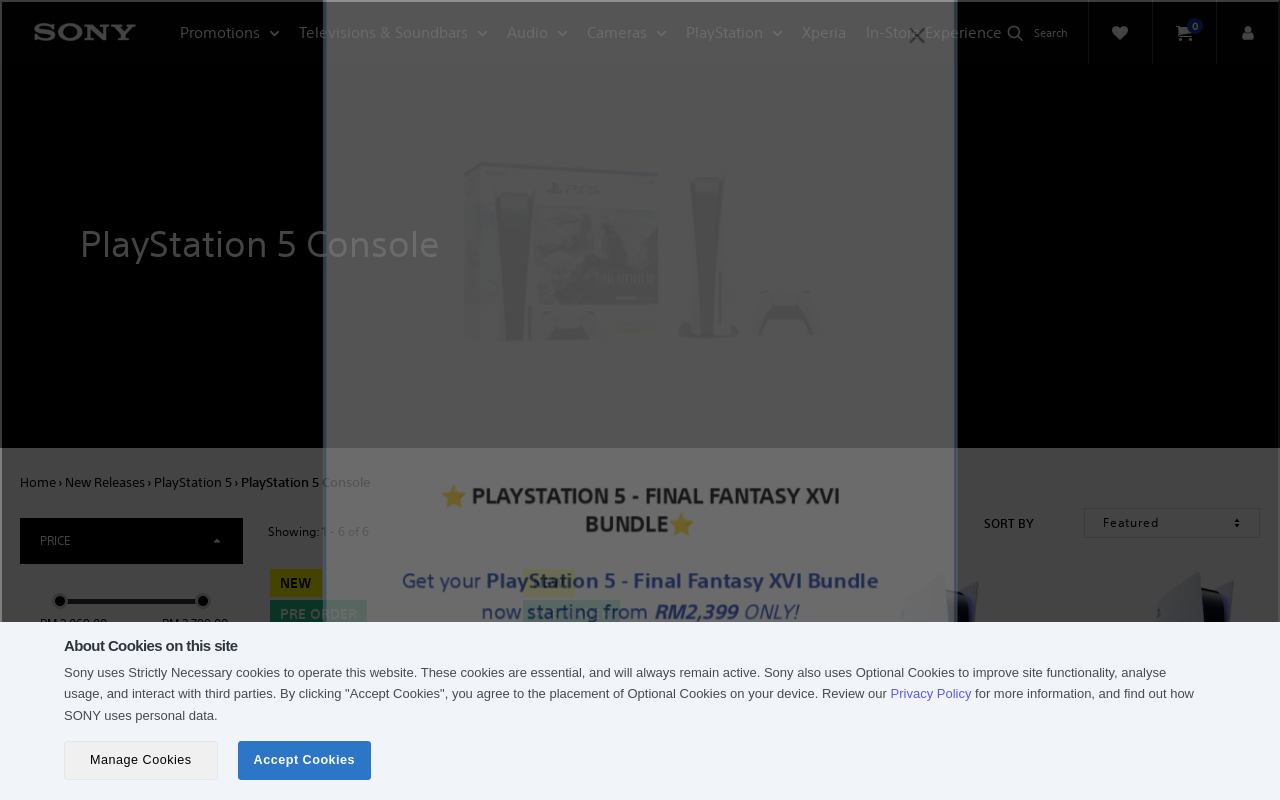 SONY
Promotions
Televisions & Soundbars
Audio
Cameras
PlayStation
Xperia
In-Store Experience
Search
0
PlayStation 5 Console
Home › New Releases › PlayStation 5 › PlayStation 5 Console
⭐ PLAYSTATION 5 - FINAL FANTASY XVI
BUNDLE⭐
PRICE
Showing: 1 - 6 of 6
SORT BY
Featured
NEW
PRE ORDER
Get your PlayStation 5 - Final Fantasy XVI Bundle
now starting from RM2,399 ONLY!
About Cookies on this site
Sony uses Strictly Necessary cookies to operate this website. These cookies are essential, and will always remain active. Sony also uses Optional Cookies to improve site functionality, analyse
usage, and interact with third parties. By clicking "Accept Cookies", you agree to the placement of Optional Cookies on your device. Review our Privacy Policy for more information, and find out how
SONY uses personal data.
Manage Cookies
Accept Cookies